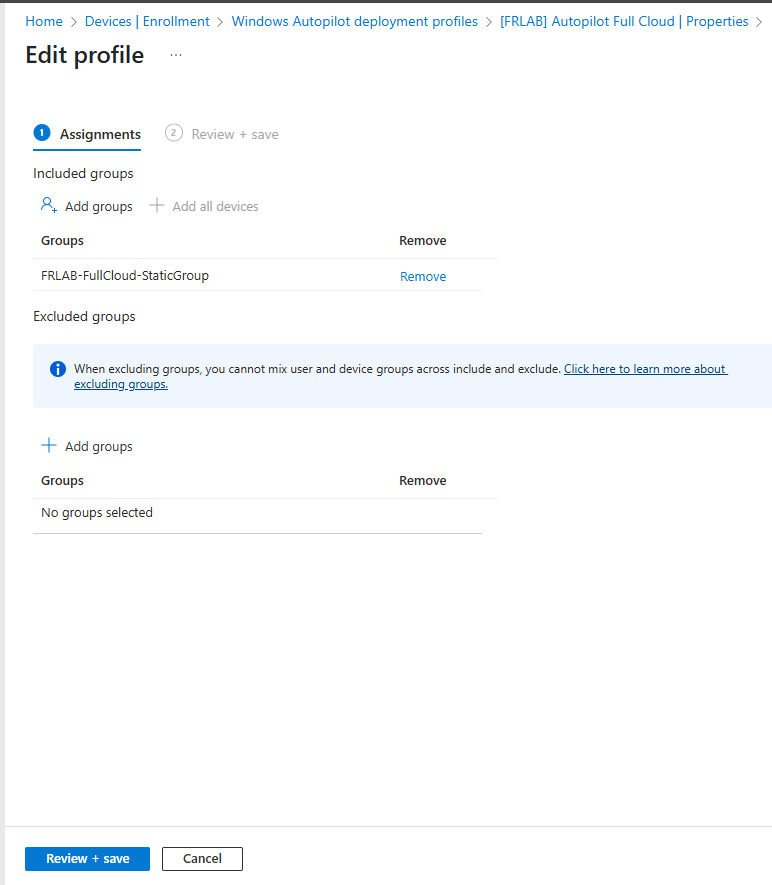 Home > Devices | Enrollment > Windows Autopilot deployment profiles > [FRLAB] Autopilot Full Cloud | Properties >
Edit profile ...
1 Assignments 2 Review + save
Included groups
Add groups + Add all devices
Groups Remove
FRLAB-FullCloud-StaticGroup Remove
Excluded groups
When excluding groups, you cannot mix user and device groups across include and exclude. Click here to learn more about
excluding groups.
+ Add groups
Groups Remove
No groups selected
Review + save Cancel